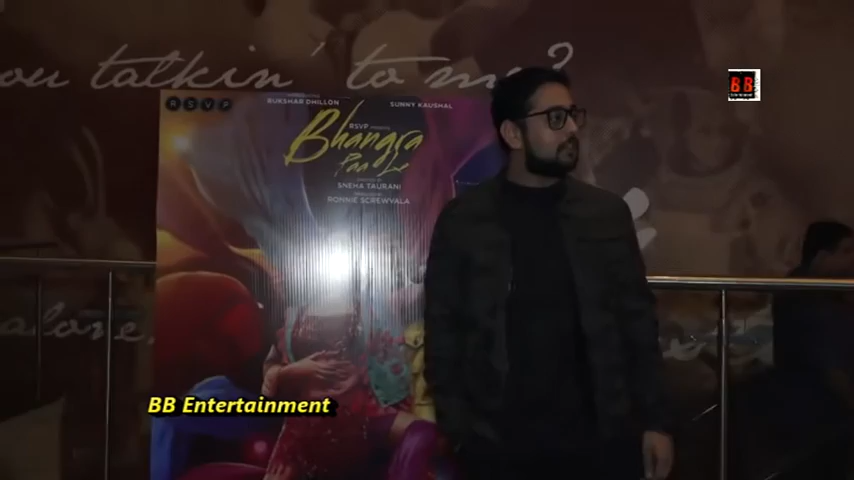 ou talkin' to me?
BB
RSVP
RUKSHAR DHILLON
SUNNY KAUSHAL
RSVP
Bhangra
Paa Le
SNEHA TAURANI
RONNIE SCREWVALA
alone.
BB Entertainment